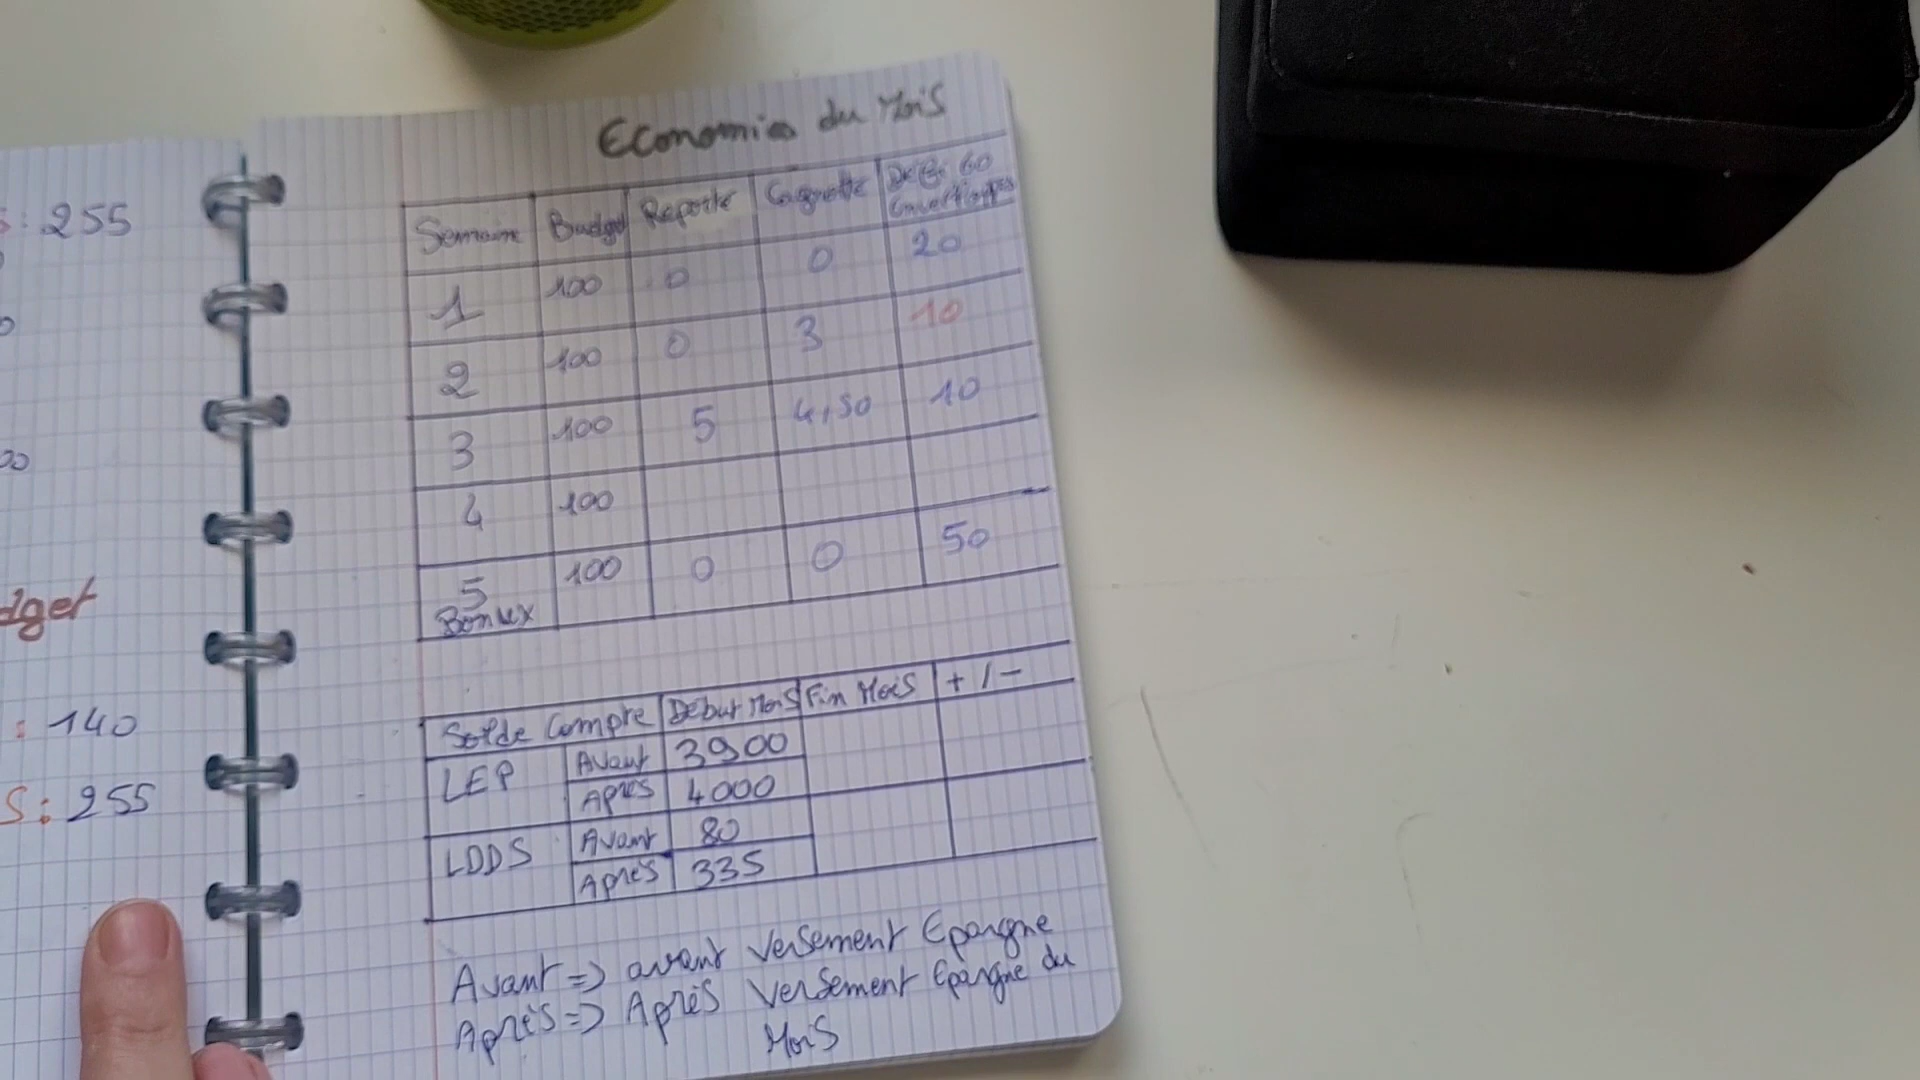 : 255
dget
: 140
S: 255
Economies du Mois
Semaine Budget Reporté Cagnotte Défi 60 enveloppes
1 100 0 0 20
2 100 0 3 10
3 100 5 4,50 10
4 100
5 100 0 0 50
Bonux
Solde Compte Début Mois Fin Mois + / -
LEP Avant 3900
Après 4000
LDDS Avant 80
Après 335
Avant => avant Versement Epargne
Après => Après Versement Epargne du
Mois